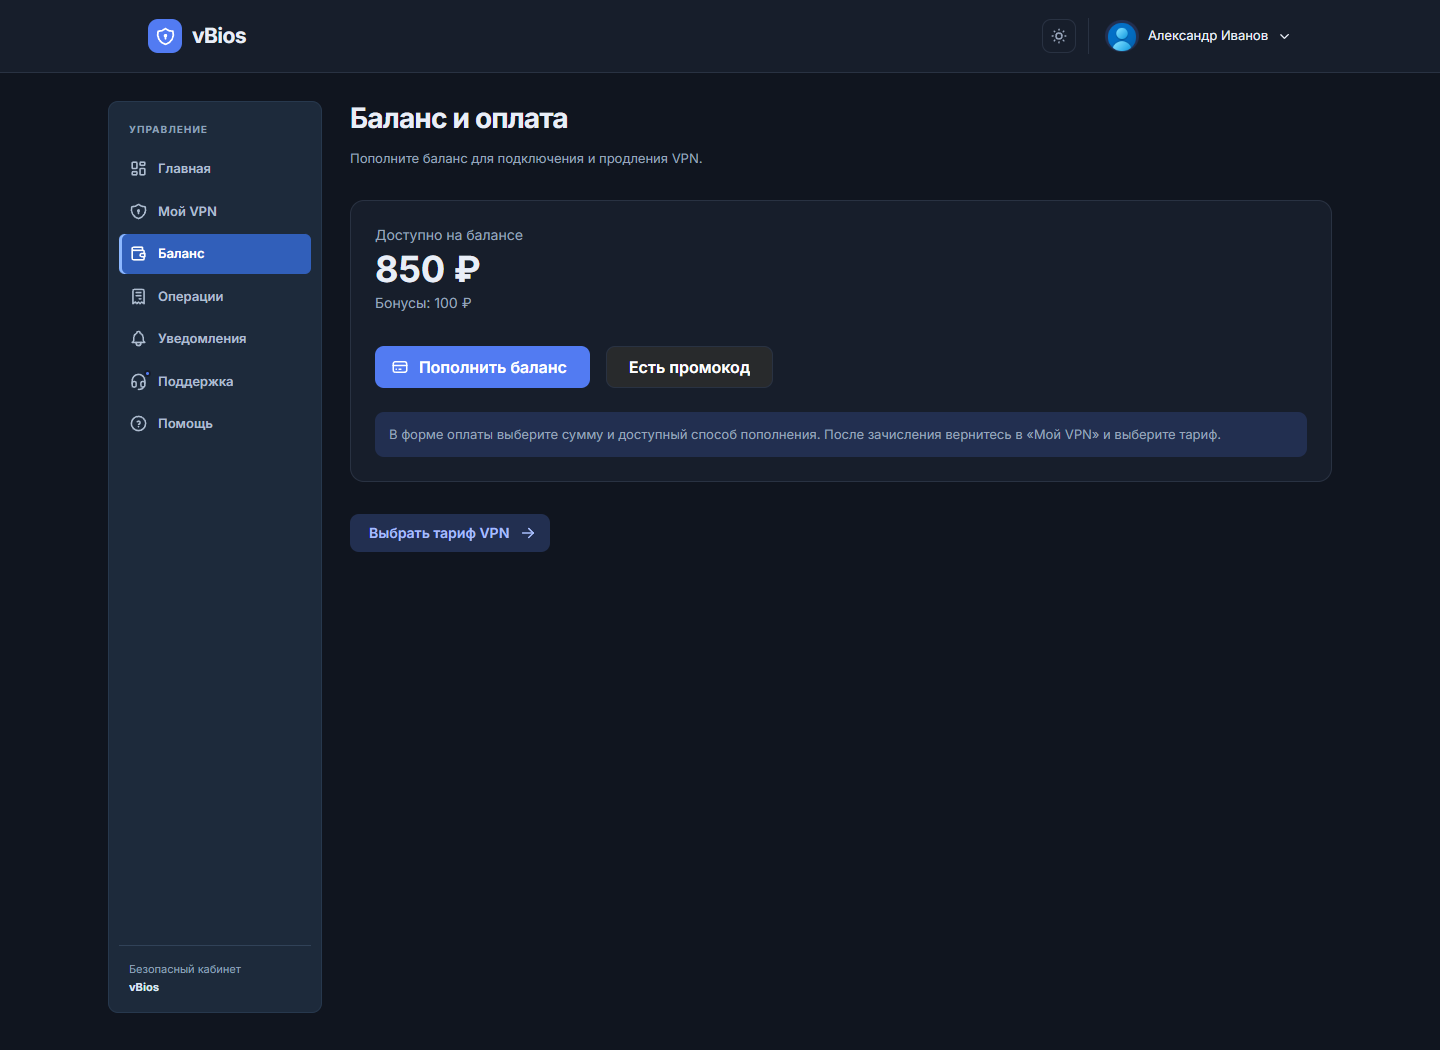 vBios
Александр Иванов
УПРАВЛЕНИЕ
Главная
Мой VPN
Баланс
Операции
Уведомления
Поддержка
Помощь
Безопасный кабинет
vBios
Баланс и оплата
Пополните баланс для подключения и продления VPN.
Доступно на балансе
850 ₽
Бонусы: 100 ₽
Пополнить баланс
Есть промокод
В форме оплаты выберите сумму и доступный способ пополнения. После зачисления вернитесь в «Мой VPN» и выберите тариф.
Выбрать тариф VPN